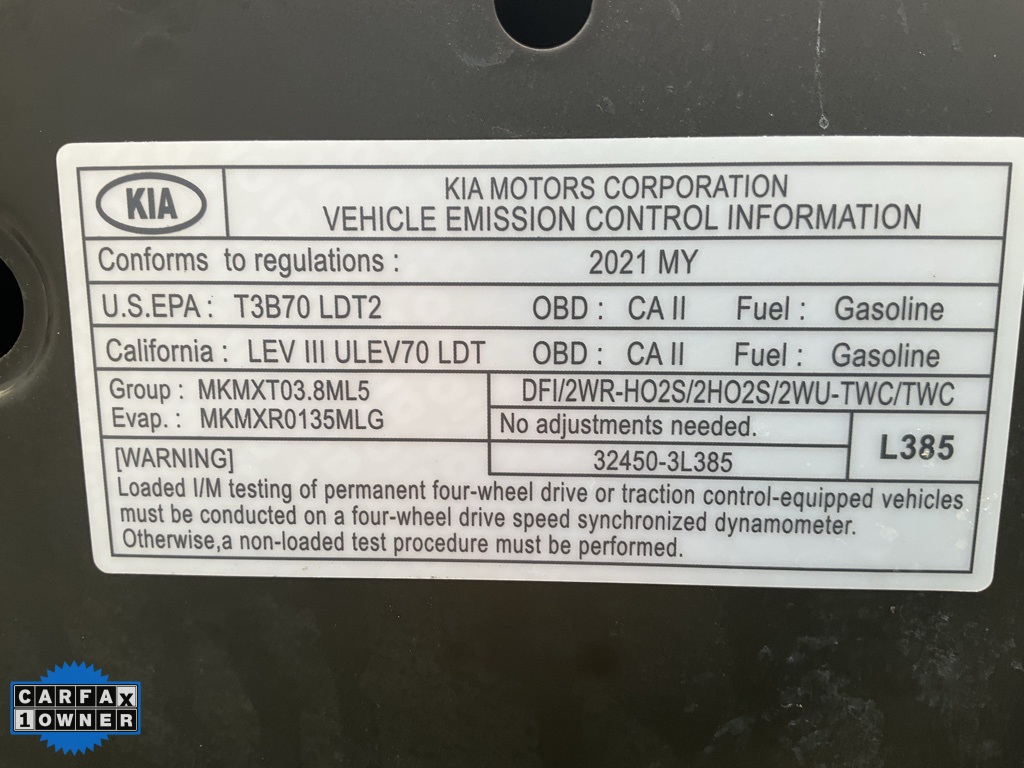 KIA
KIA MOTORS CORPORATION
VEHICLE EMISSION CONTROL INFORMATION
Conforms to regulations : 2021 MY
U.S.EPA : T3B70 LDT2 OBD : CA II Fuel : Gasoline
California : LEV III ULEV70 LDT OBD : CA II Fuel : Gasoline
Group : MKMXT03.8ML5
Evap. : MKMXR0135MLG
DFI/2WR-HO2S/2HO2S/2WU-TWC/TWC
No adjustments needed.
32450-3L385
L385
[WARNING]
Loaded I/M testing of permanent four-wheel drive or traction control-equipped vehicles
must be conducted on a four-wheel drive speed synchronized dynamometer.
Otherwise,a non-loaded test procedure must be performed.
CARFAX
1 OWNER